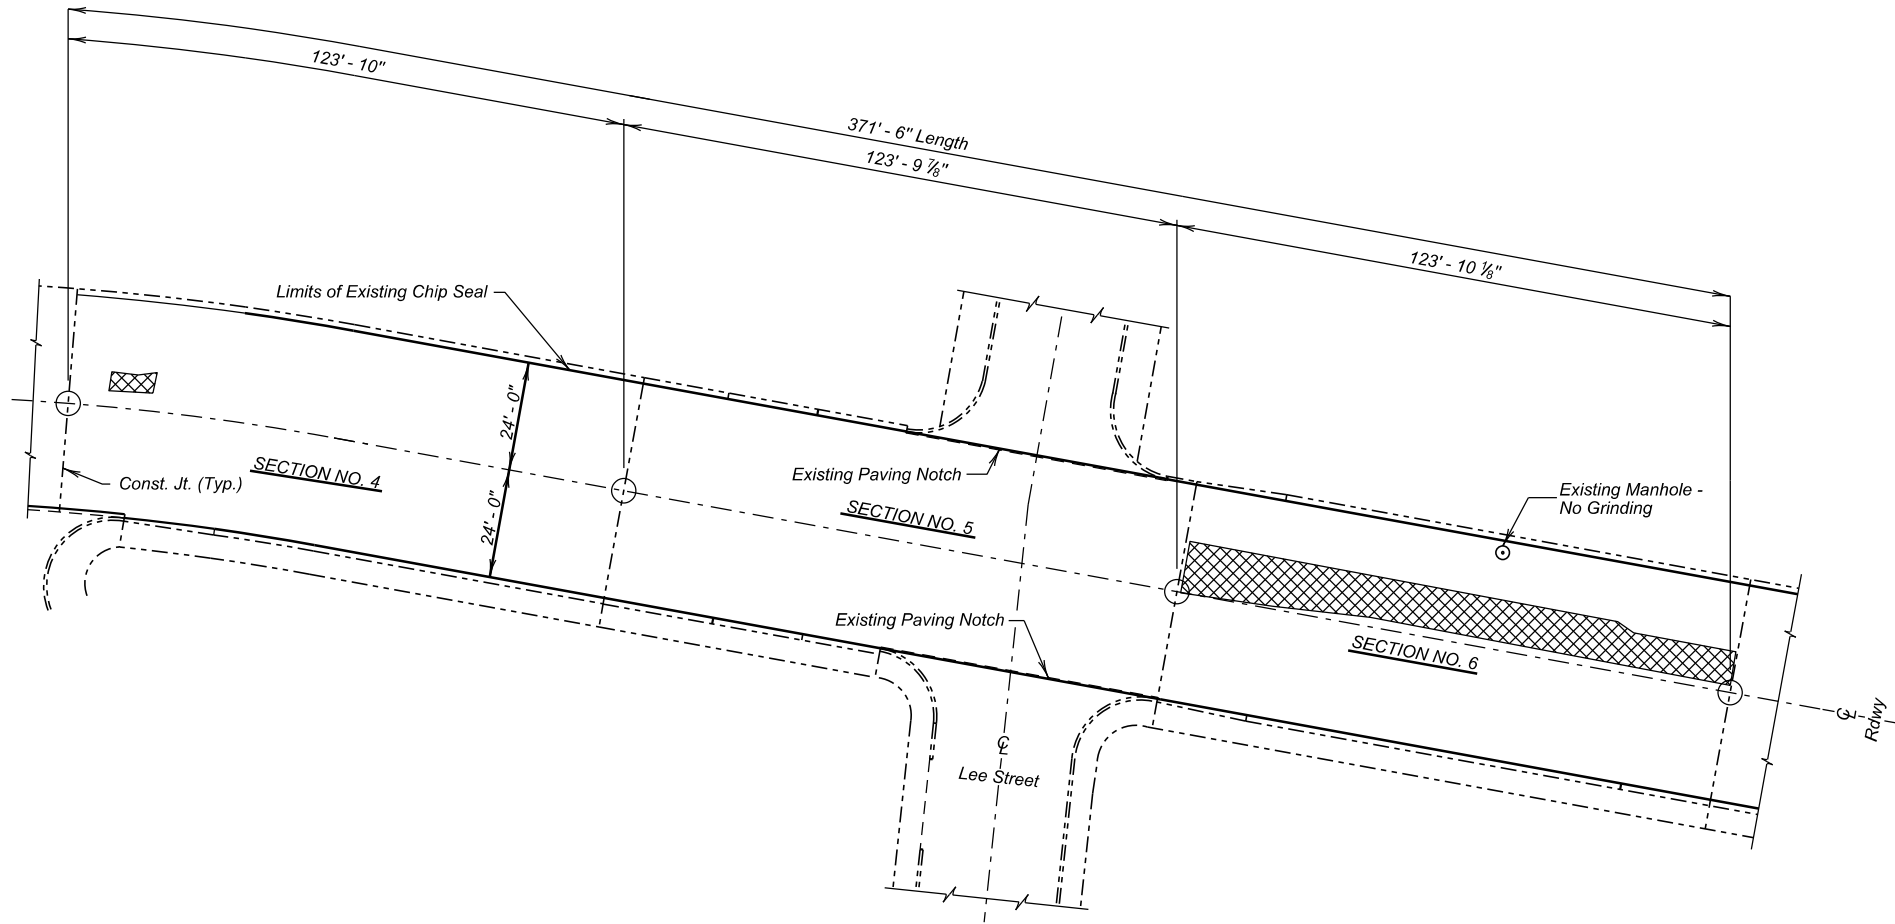 123' - 10"
371' - 6" Length
123' - 9 ⅞"
123' - 10 ⅛"
Limits of Existing Chip Seal
24' - 0"
24' - 0"
SECTION NO. 4
Const. Jt. (Typ.)
Existing Paving Notch
SECTION NO. 5
Existing Manhole -
No Grinding
Existing Paving Notch
SECTION NO. 6
CL
Rdwy
CL
Lee Street